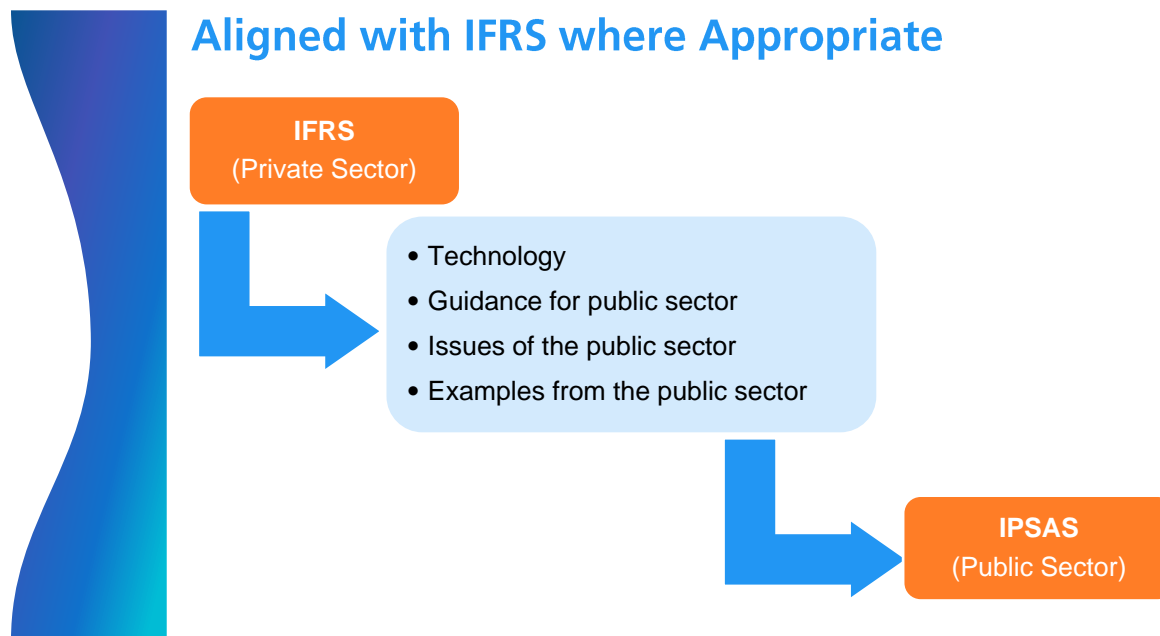 Aligned with IFRS where Appropriate
IFRS
(Private Sector)
• Technology
• Guidance for public sector
• Issues of the public sector
• Examples from the public sector
IPSAS
(Public Sector)